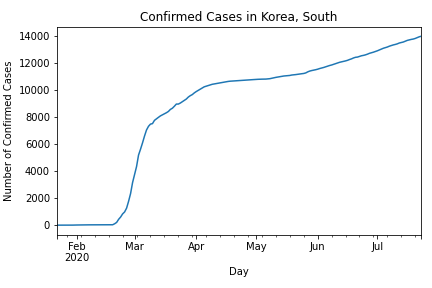 Confirmed Cases in Korea, South
14000
12000
10000
8000
6000
4000
2000
0
Number of Confirmed Cases
Feb Mar Apr May Jun Jul
2020
Day